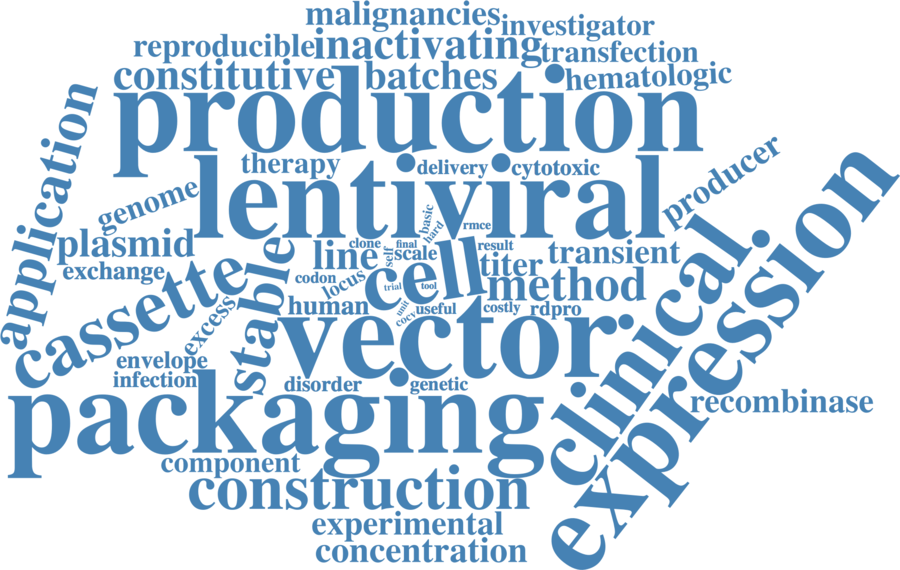 malignancies
investigator
reproducible
inactivating
transfection
constitutive
batches
hematologic
production
application
therapy
delivery
cytotoxic
producer
genome
lentiviral
basic
hard
rmce
plasmid
exchange
line
clone
final
self
scale
result
transient
expression
cassette
stable
codon
locus
cell
trial
tool
titer
method
clinical
excess
human
unit
cocv
useful
costly
rdpro
vector
envelope
infection
disorder
genetic
packaging
recombinase
component
construction
experimental
concentration